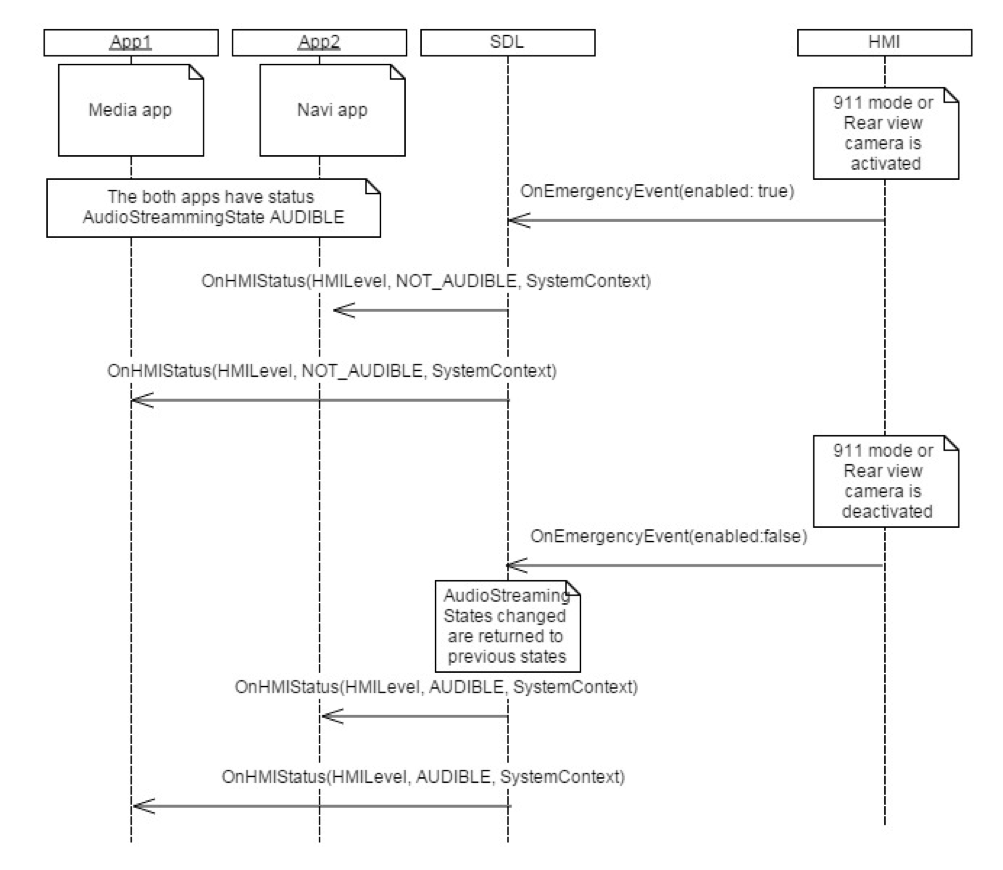 App1
App2
SDL
HMI
Media app
Navi app
911 mode or
Rear view
camera is
activated
The both apps have status
AudioStreammingState AUDIBLE
OnEmergencyEvent(enabled: true)
OnHMIStatus(HMILevel, NOT_AUDIBLE, SystemContext)
OnHMIStatus(HMILevel, NOT_AUDIBLE, SystemContext)
911 mode or
Rear view
camera is
deactivated
OnEmergencyEvent(enabled:false)
AudioStreaming
States changed
are returned to
previous states
OnHMIStatus(HMILevel, AUDIBLE, SystemContext)
OnHMIStatus(HMILevel, AUDIBLE, SystemContext)